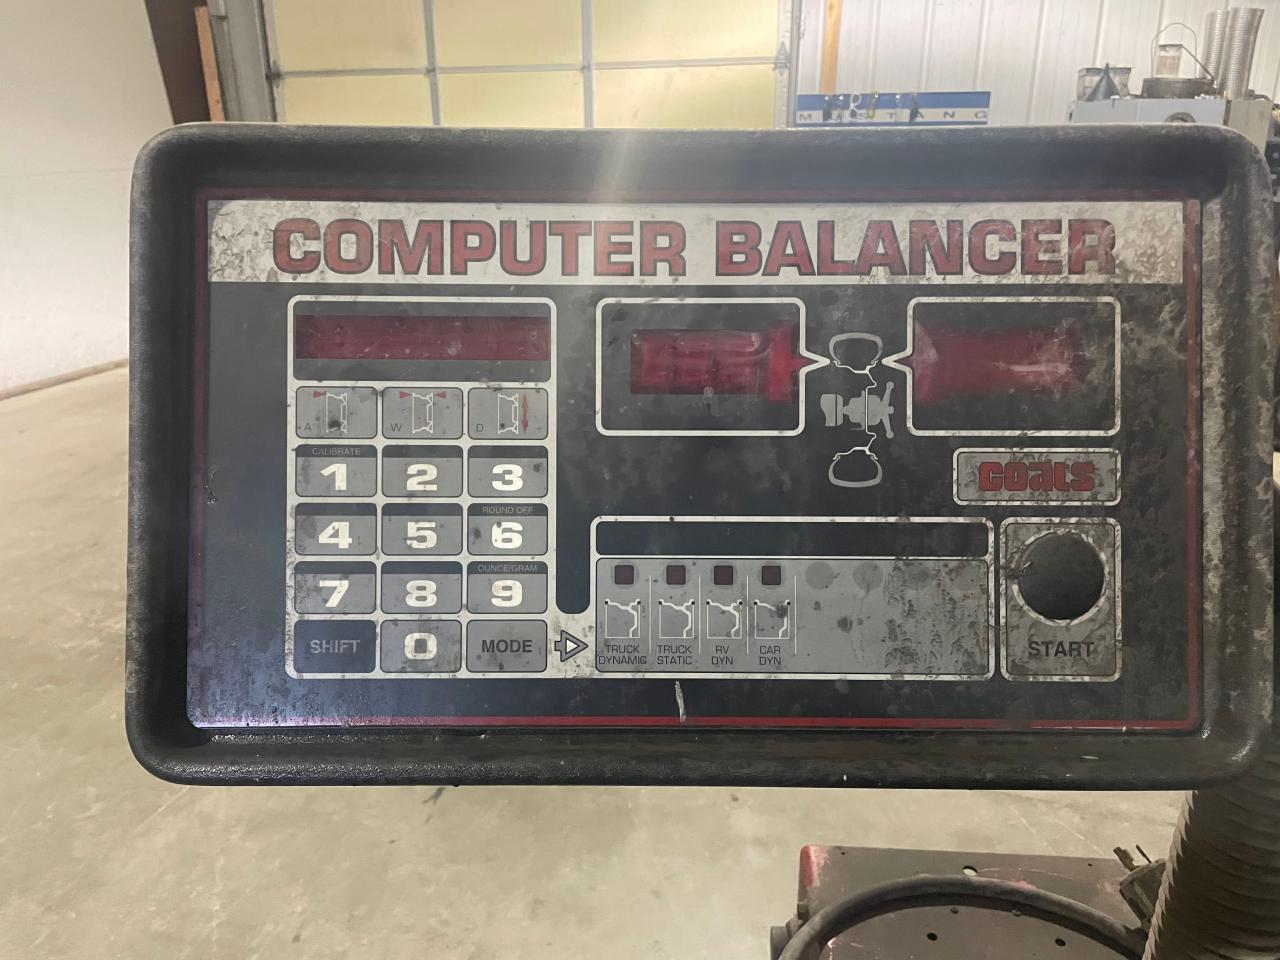 MUSTANG
COMPUTER BALANCER
A W D
CALIBRATE
1 2 3
ROUND OFF
4 5 6
OUNCE/GRAM
7 8 9
SHIFT 0 MODE
coats
TRUCK DYNAMIC
TRUCK STATIC
RV DYN
CAR DYN
START